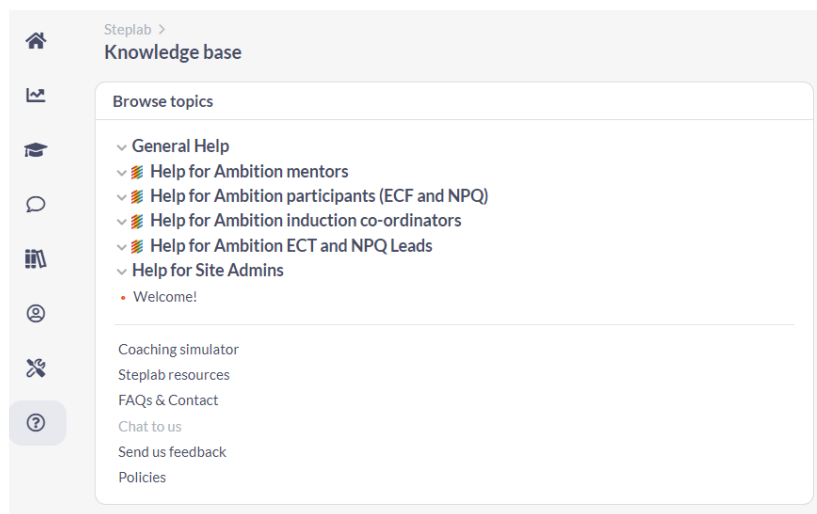 Steplab
Knowledge base
Browse topics
General Help
Help for Ambition mentors
Help for Ambition participants (ECF and NPQ)
Help for Ambition induction co-ordinators
Help for Ambition ECT and NPQ Leads
Help for Site Admins
Welcome!
Coaching simulator
Steplab resources
FAQs & Contact
Chat to us
Send us feedback
Policies